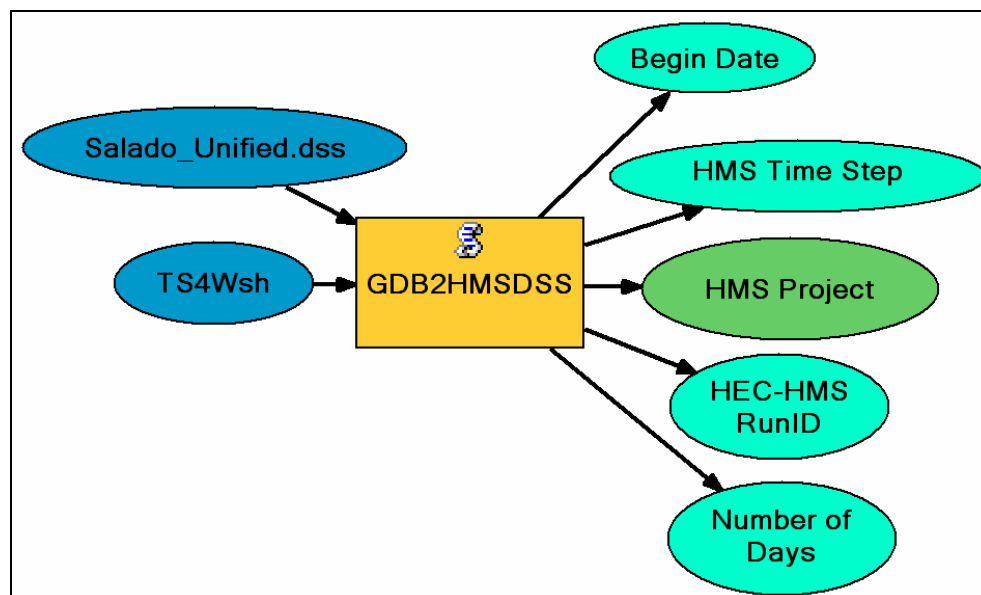 Begin Date
Salado_Unified.dss
HMS Time Step
TS4Wsh
GDB2HMSDSS
HMS Project
HEC-HMS
RunID
Number of
Days